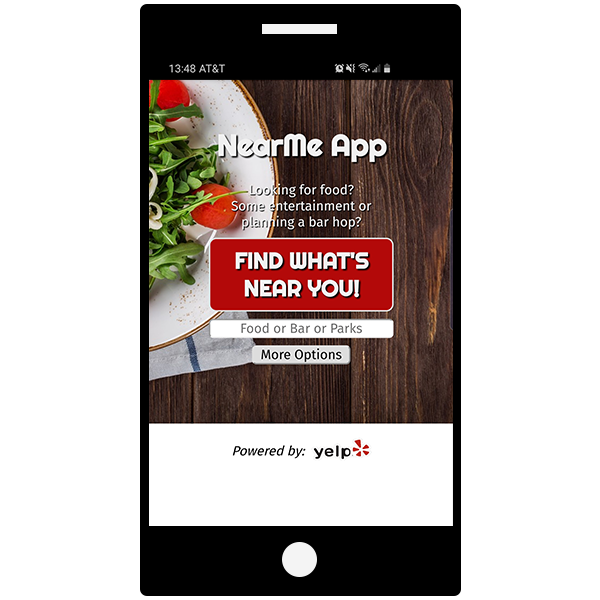 13:48 AT&T
NearMe App
Looking for food?
Some entertainment or
planning a bar hop?
FIND WHAT'S
NEAR YOU!
Food or Bar or Parks
More Options
Powered by: yelp